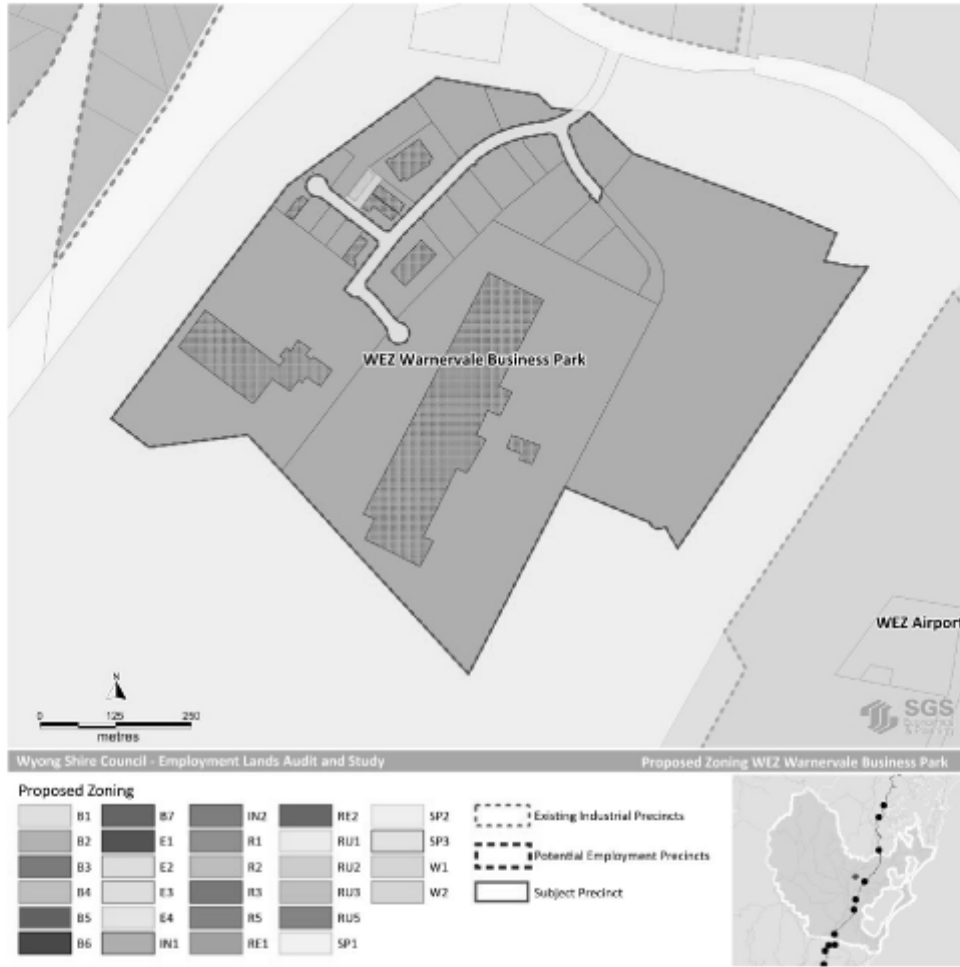 WEZ Warnervale Business Park
WEZ Airport
N
0 125 250
metres
SGS
Wyong Shire Council - Employment Lands Audit and Study
Proposed Zoning WEZ Warnervale Business Park
Proposed Zoning
B1
B2
B3
B4
B5
B6
B7
E1
E2
E3
E4
IN1
IN2
R1
R2
R3
R5
RE1
RE2
RU1
RU2
RU3
RU5
SP1
SP2
SP3
W1
W2
Existing Industrial Precincts
Potential Employment Precincts
Subject Precinct